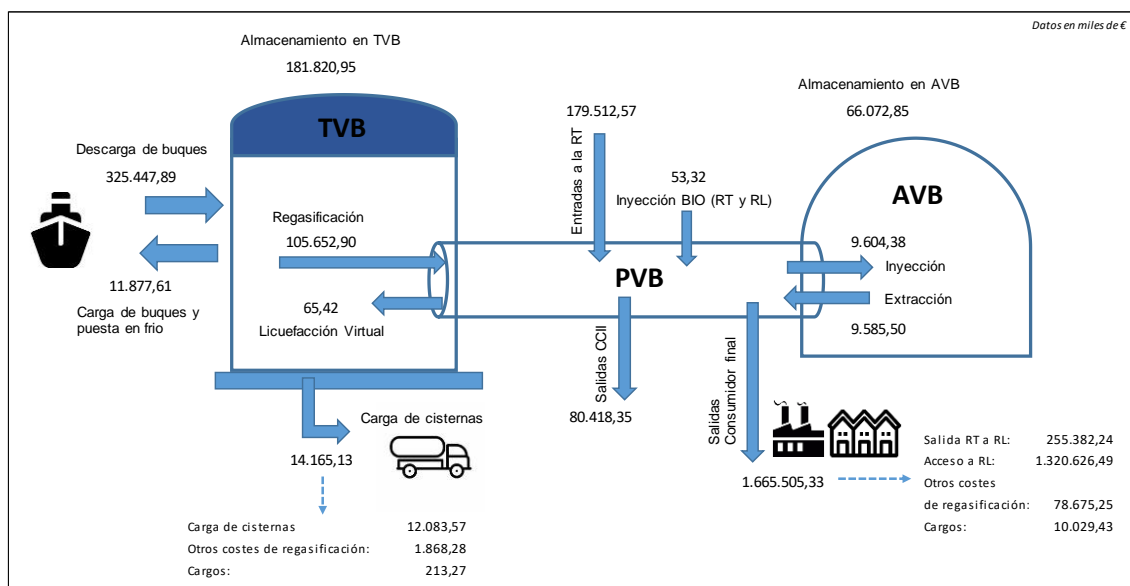 Datos en miles de €
Almacenamiento en TVB
181.820,95
Almacenamiento en AVB
66.072,85
TVB
Descarga de buques
325.447,89
179.512,57
Entradas a la RT
53,32
Inyección BIO (RT y RL)
AVB
Regasificación
105.652,90
9.604,38
Inyección
PVB
11.877,61
Carga de buques y
puesta en frio
65,42
Licuefacción Virtual
Extracción
9.585,50
Salidas CCII
80.418,35
Salidas
Consumidor final
1.665.505,33
Carga de cisternas
14.165,13
Salida RT a RL: 255.382,24
Acceso a RL: 1.320.626,49
Otros costes
de regasificación: 78.675,25
Cargos: 10.029,43
Carga de cisternas 12.083,57
Otros costes de regasificación: 1.868,28
Cargos: 213,27